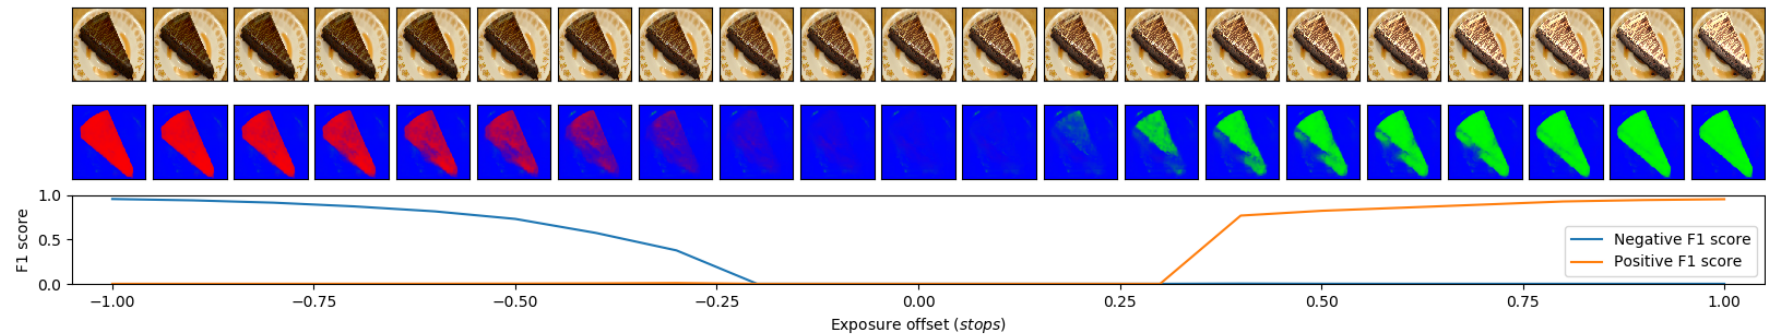 1.0
0.5
0.0
F1 score
Negative F1 score
Positive F1 score
−1.00 −0.75 −0.50 −0.25 0.00 0.25 0.50 0.75 1.00
Exposure offset (stops)